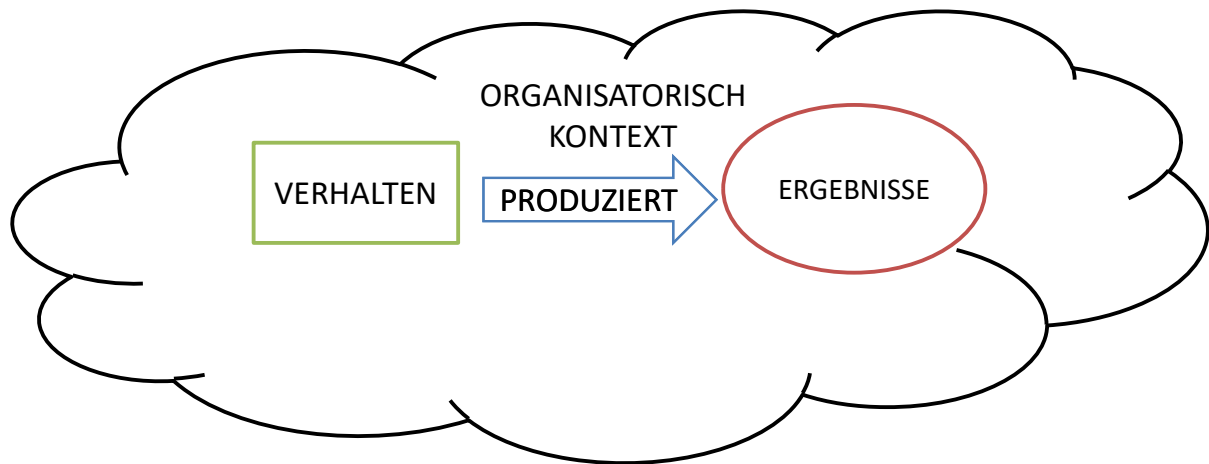 ORGANISATORISCH
KONTEXT
VERHALTEN
PRODUZIERT
ERGEBNISSE